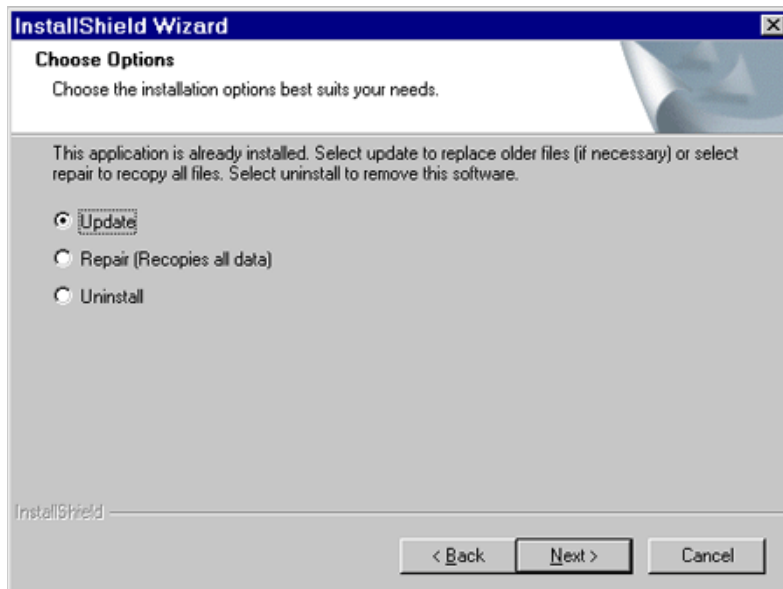 InstallShield Wizard
Choose Options
Choose the installation options best suits your needs.
This application is already installed. Select update to replace older files (if necessary) or select
repair to recopy all files. Select uninstall to remove this software.
Update
Repair (Recopies all data)
Uninstall
InstallShield
< Back
Next >
Cancel